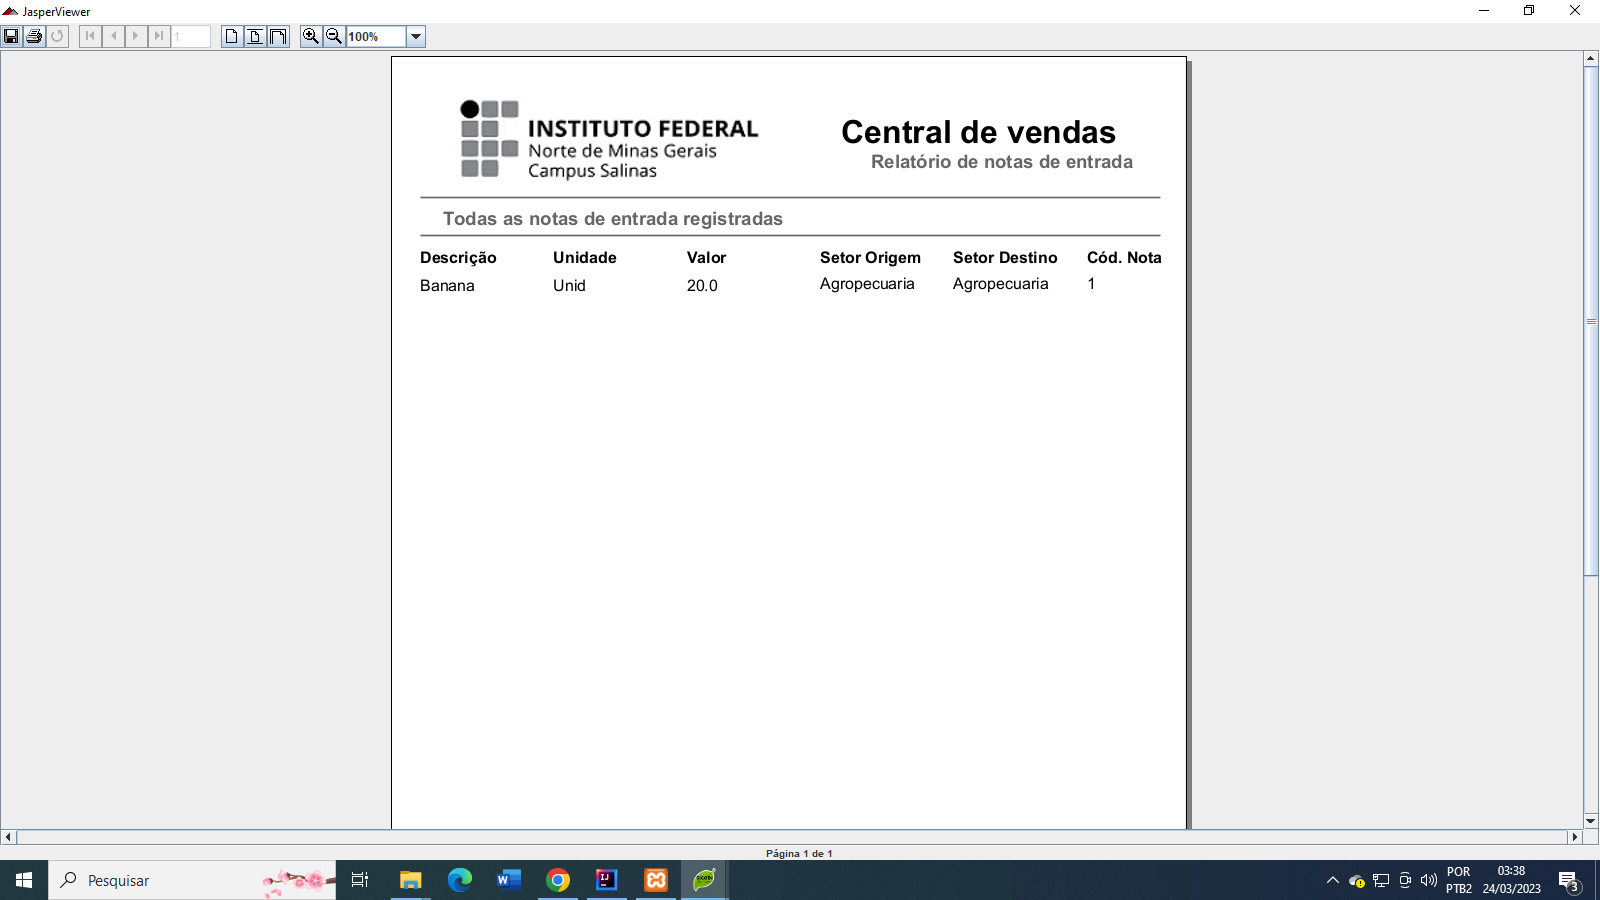 JasperViewer
1
100%
INSTITUTO FEDERAL
Norte de Minas Gerais
Campus Salinas
Central de vendas
Relatório de notas de entrada
Todas as notas de entrada registradas
Descrição Unidade Valor Setor Origem Setor Destino Cód. Nota
Banana Unid 20.0 Agropecuaria Agropecuaria 1
Página 1 de 1
Pesquisar
POR
PTB2
03:38
24/03/2023
3